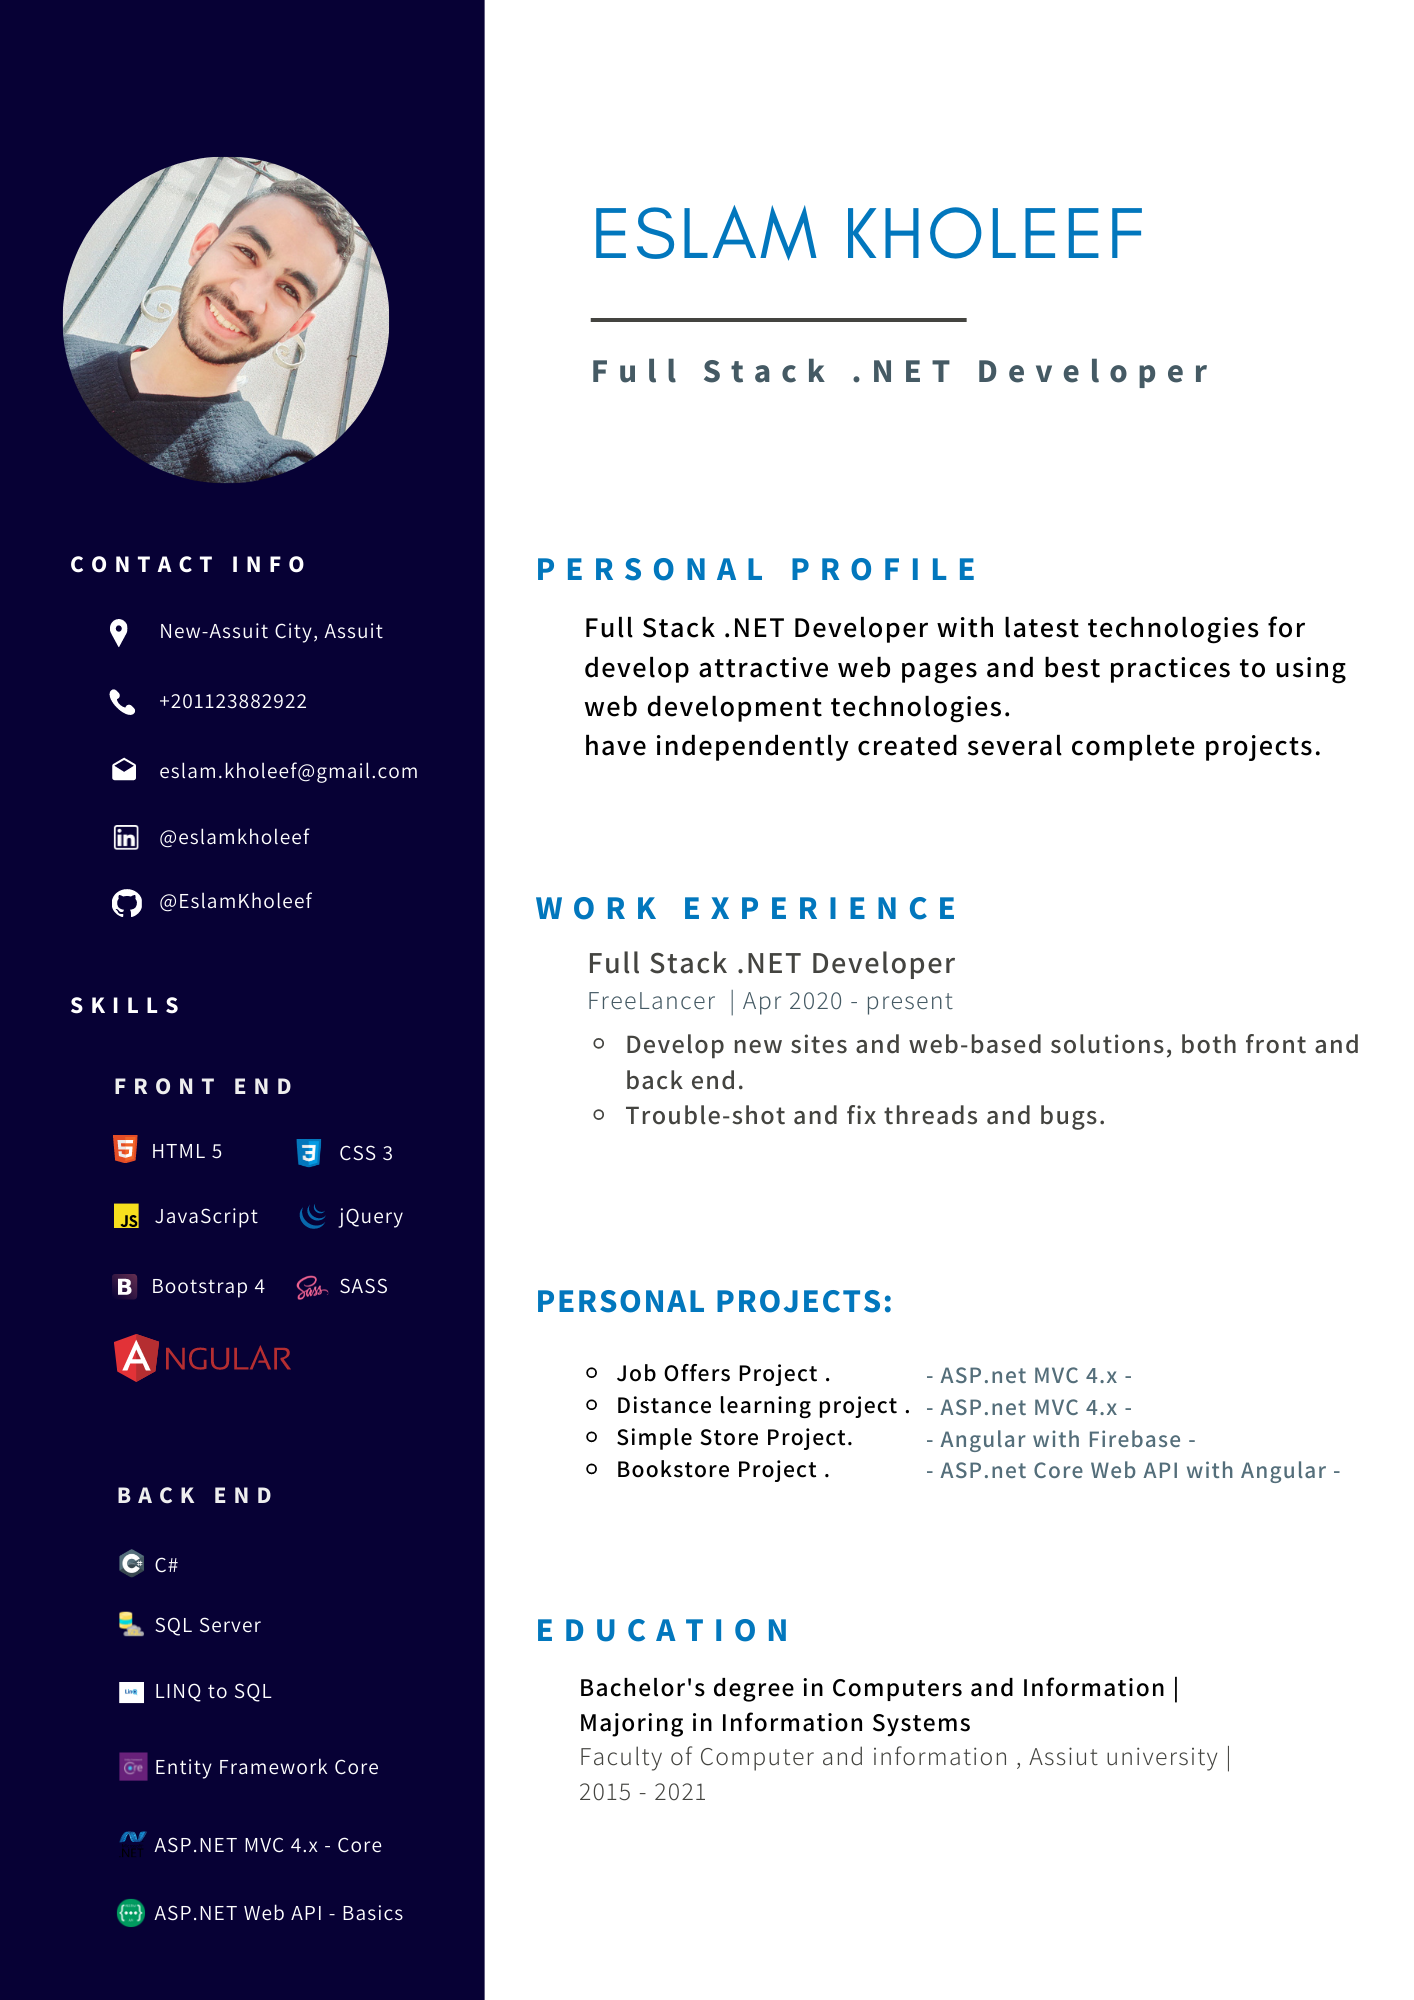 CONTACT INFO
New-Assuit City, Assuit
+201123882922
eslam.kholeef@gmail.com
@eslamkholeef
@EslamKholeef
SKILLS
FRONT END
HTML 5
CSS 3
JavaScript
jQuery
Bootstrap 4
SASS
ANGULAR
BACK END
C#
SQL Server
LINQ to SQL
Entity Framework Core
ASP.NET MVC 4.x - Core
ASP.NET Web API - Basics
ESLAM KHOLEEF
Full Stack .NET Developer
PERSONAL PROFILE
Full Stack .NET Developer with latest technologies for
develop attractive web pages and best practices to using
web development technologies.
have independently created several complete projects.
WORK EXPERIENCE
Full Stack .NET Developer
FreeLancer | Apr 2020 - present
Develop new sites and web-based solutions, both front and
back end.
Trouble-shot and fix threads and bugs.
PERSONAL PROJECTS:
Job Offers Project . - ASP.net MVC 4.x -
Distance learning project . - ASP.net MVC 4.x -
Simple Store Project. - Angular with Firebase -
Bookstore Project . - ASP.net Core Web API with Angular -
EDUCATION
Bachelor's degree in Computers and Information |
Majoring in Information Systems
Faculty of Computer and information , Assiut university |
2015 - 2021